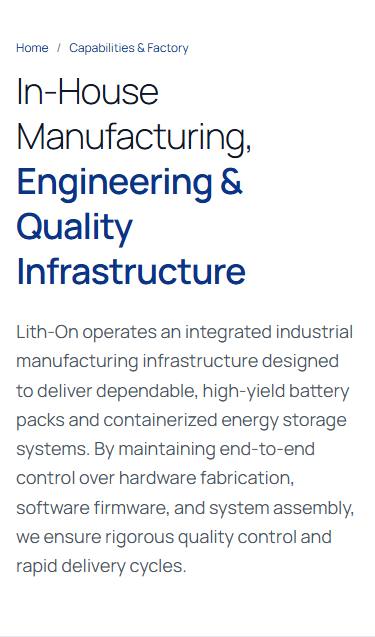 Home / Capabilities & Factory
In-House
Manufacturing,
Engineering &
Quality
Infrastructure
Lith-On operates an integrated industrial
manufacturing infrastructure designed
to deliver dependable, high-yield battery
packs and containerized energy storage
systems. By maintaining end-to-end
control over hardware fabrication,
software firmware, and system assembly,
we ensure rigorous quality control and
rapid delivery cycles.